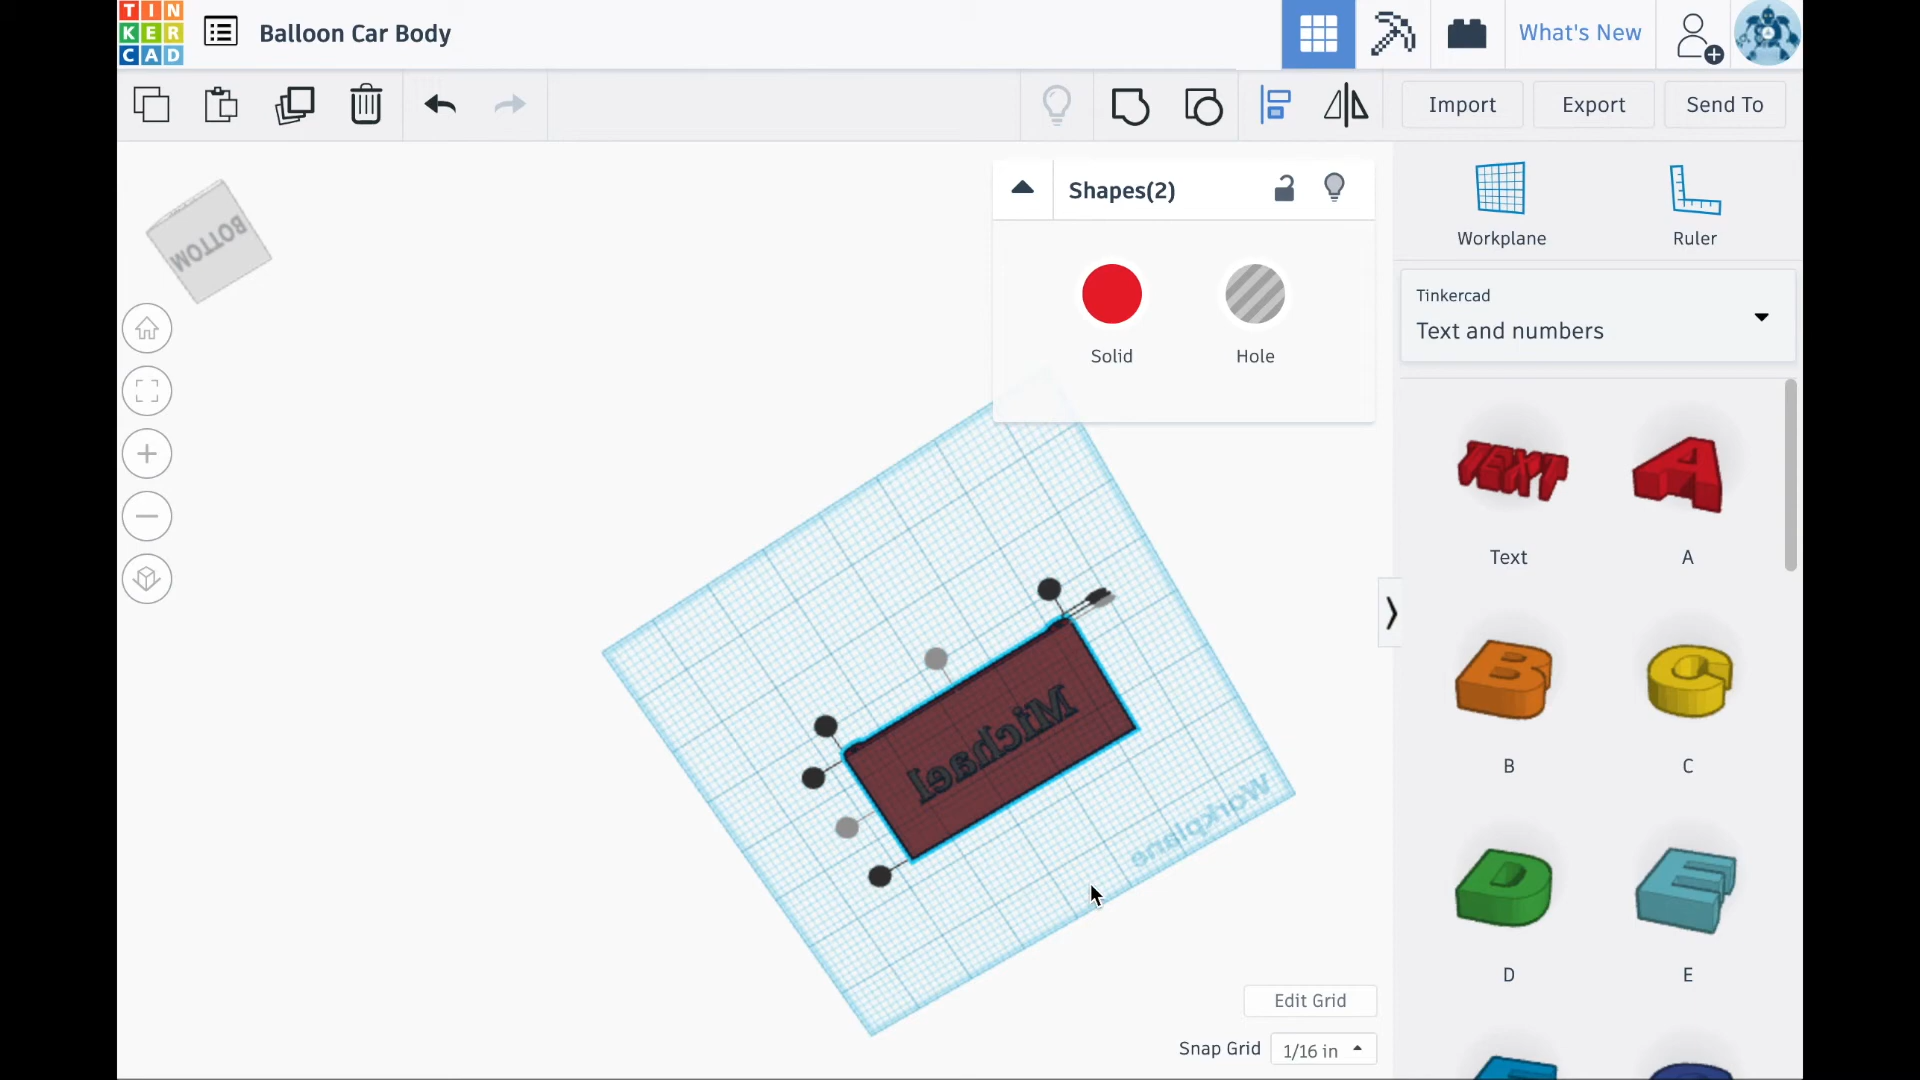 TIN
KER
CAD
Balloon Car Body
What's New
Import
Export
Send To
BOTTOM
Shapes(2)
Solid
Hole
Workplane
Ruler
Tinkercad
Text and numbers
TEXT
A
Text
A
B
C
B
C
Michael
Workplane
D
E
D
E
Edit Grid
Snap Grid
1/16 in